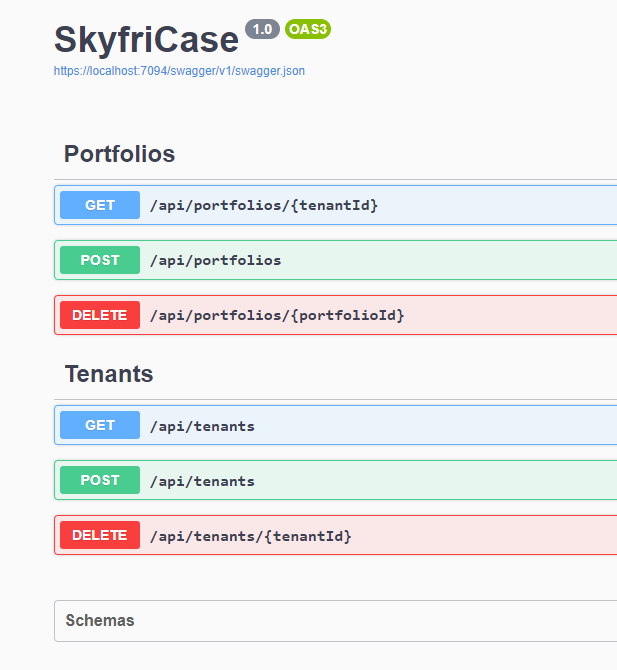 SkyfriCase 1.0 OAS3
https://localhost:7094/swagger/v1/swagger.json
Portfolios
GET /api/portfolios/{tenantId}
POST /api/portfolios
DELETE /api/portfolios/{portfolioId}
Tenants
GET /api/tenants
POST /api/tenants
DELETE /api/tenants/{tenantId}
Schemas